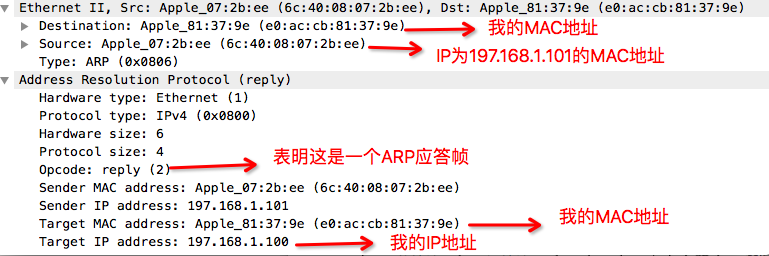 Ethernet II, Src: Apple_07:2b:ee (6c:40:08:07:2b:ee), Dst: Apple_81:37:9e (e0:ac:cb:81:37:9e)
Destination: Apple_81:37:9e (e0:ac:cb:81:37:9e) 我的MAC地址
Source: Apple_07:2b:ee (6c:40:08:07:2b:ee)
Type: ARP (0x0806) IP为197.168.1.101的MAC地址
Address Resolution Protocol (reply)
Hardware type: Ethernet (1)
Protocol type: IPv4 (0x0800)
Hardware size: 6
Protocol size: 4
Opcode: reply (2) 表明这是一个ARP应答帧
Sender MAC address: Apple_07:2b:ee (6c:40:08:07:2b:ee)
Sender IP address: 197.168.1.101
Target MAC address: Apple_81:37:9e (e0:ac:cb:81:37:9e) 我的MAC地址
Target IP address: 197.168.1.100 我的IP地址